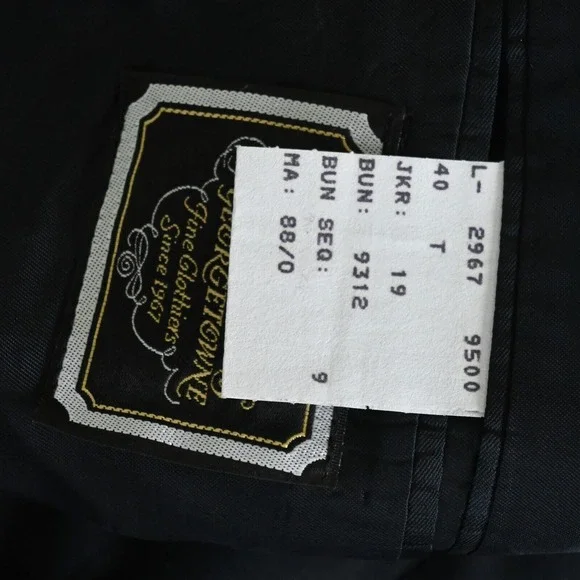 GEORGETOWNE
Fine Clothiers
Since 1967
L- 2967 9500
40 T
JKR: 19
BUN: 9312
BUN SEQ: 9
MA: 88/0